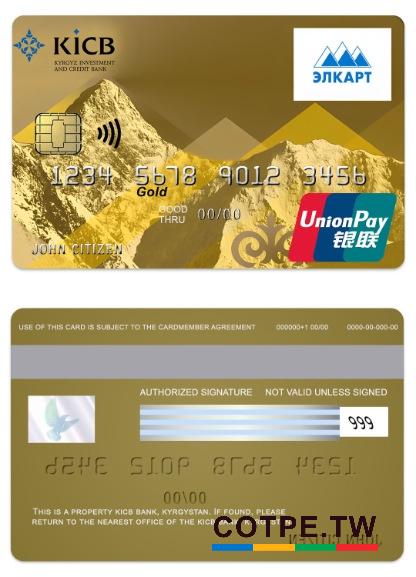 KICB
KYRGYZ INVESTMENT
AND CREDIT BANK
ЭЛКАРТ
1234 5678 9012 3456
Gold
GOOD
THRU 00/00
JOHN CITIZEN
UnionPay
银联
USE OF THIS CARD IS SUBJECT TO THE CARDMEMBER AGREEMENT 000000+1 00/00 0000-00-000-00
AUTHORIZED SIGNATURE NOT VALID UNLESS SIGNED
999
00/00
THIS IS A PROPERTY KICB BANK, KYRGYSTAN. IF FOUND, PLEASE
RETURN TO THE NEAREST OFFICE OF THE KICB BANK, KYRGYSTAN
COTPE.TW